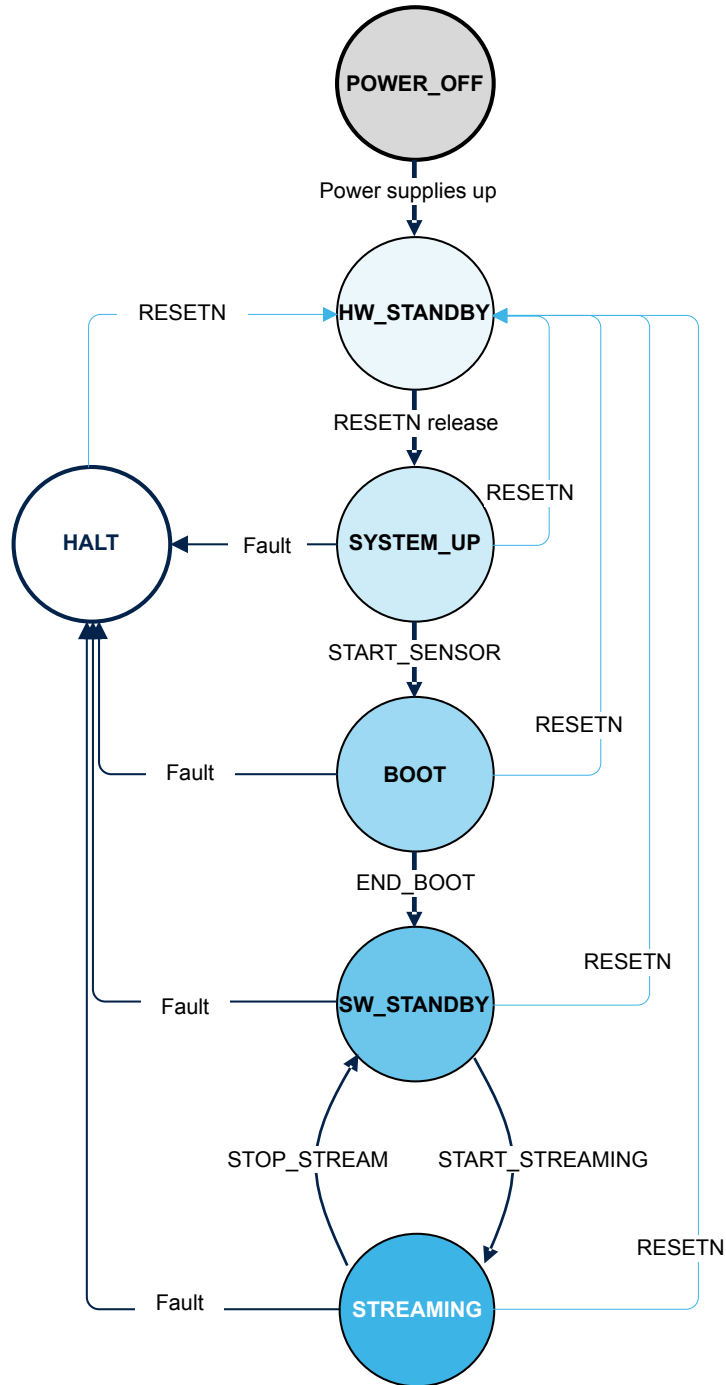 POWER_OFF
Power supplies up
RESETN
HW_STANDBY
RESETN release
RESETN
HALT
Fault
SYSTEM_UP
START_SENSOR
RESETN
Fault
BOOT
END_BOOT
RESETN
Fault
SW_STANDBY
STOP_STREAM
START_STREAMING
RESETN
Fault
STREAMING